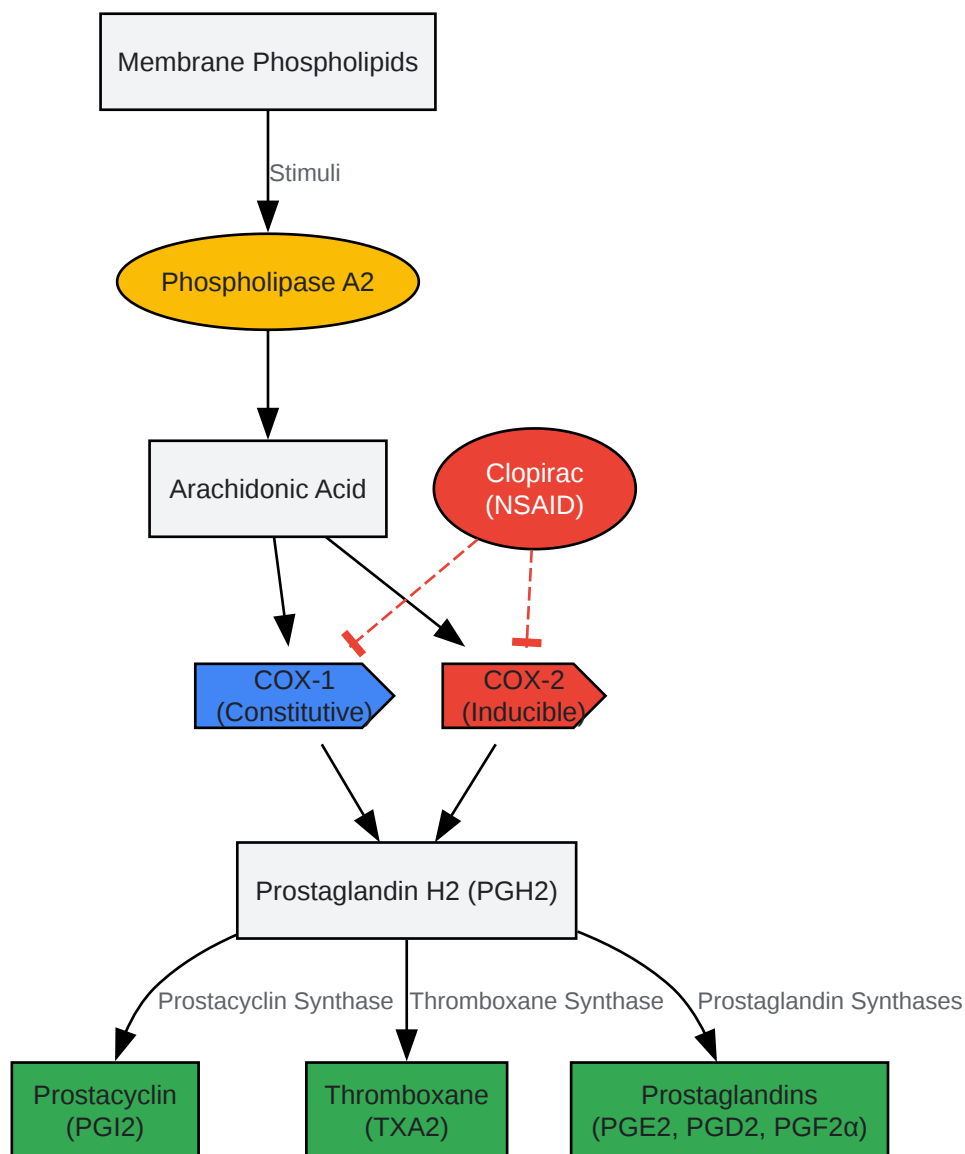 Membrane Phospholipids
Stimuli
Phospholipase A2
Arachidonic Acid
Clopirac
(NSAID)
COX-1
(Constitutive)
COX-2
(Inducible)
Prostaglandin H2 (PGH2)
Prostacyclin Synthase
Thromboxane Synthase
Prostaglandin Synthases
Prostacyclin
(PGI2)
Thromboxane
(TXA2)
Prostaglandins
(PGE2, PGD2, PGF2α)